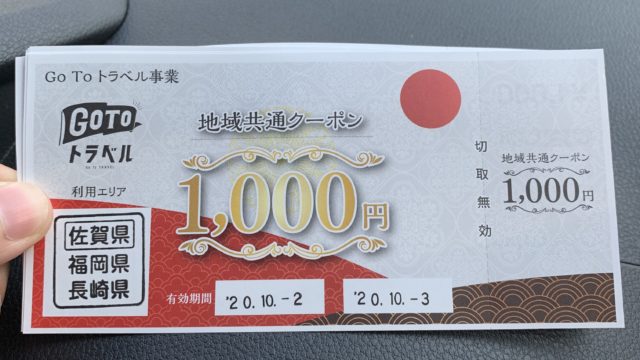 Go To トラベル事業
GOTO
トラベル
GO TO TRAVEL
地域共通クーポン
1,000円
利用エリア
佐賀県
福岡県
長崎県
有効期間
'20.10.-2
'20.10.-3
切取無効
地域共通クーポン
1,000円